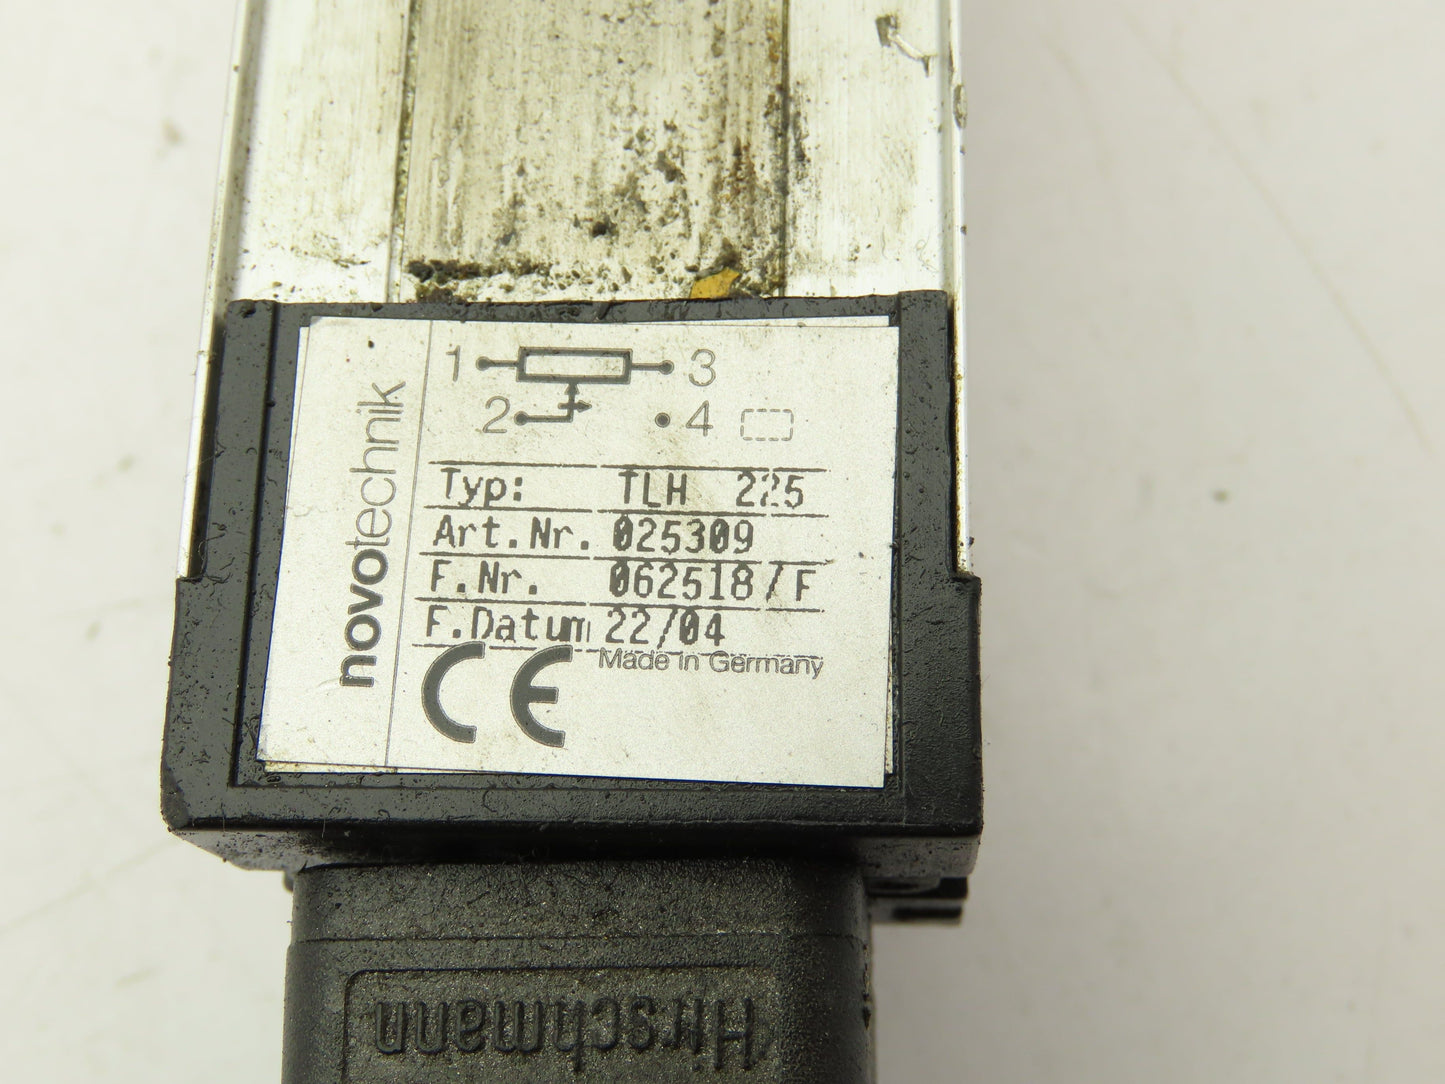 novotechnik
1 3
2 4
Typ: TLH 225
Art.Nr. 025309
F.Nr. 062518/F
F.Datum 22/04
Made in Germany
CE
Hirschmann